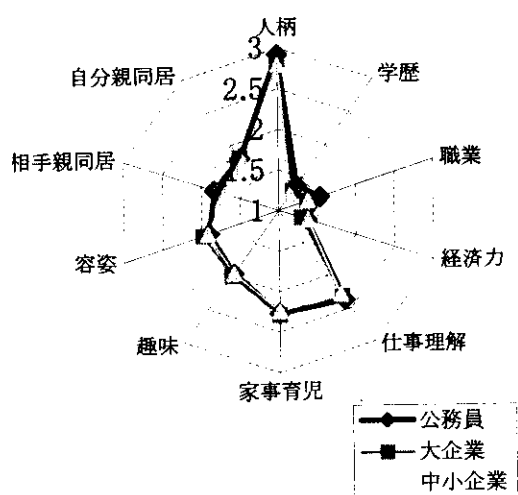 人柄
3
学歴
自分親同居
2.5
2
相手親同居
職業
1.5
1
容姿
経済力
趣味
仕事理解
家事育児
公務員
大企業
中小企業